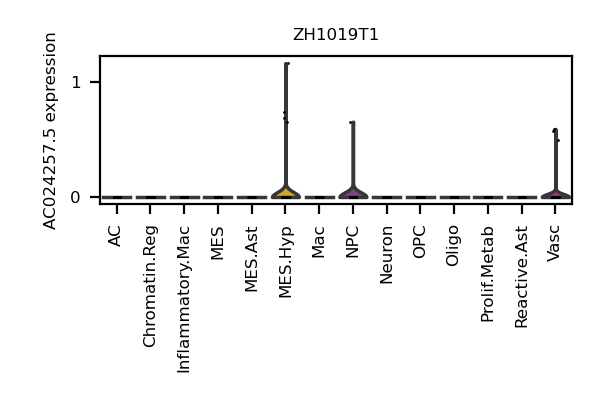 ZH1019T1
AC024257.5 expression
1
0
AC
Chromatin.Reg
Inflammatory.Mac
MES
MES.Ast
MES.Hyp
Mac
NPC
Neuron
OPC
Oligo
Prolif.Metab
Reactive.Ast
Vasc